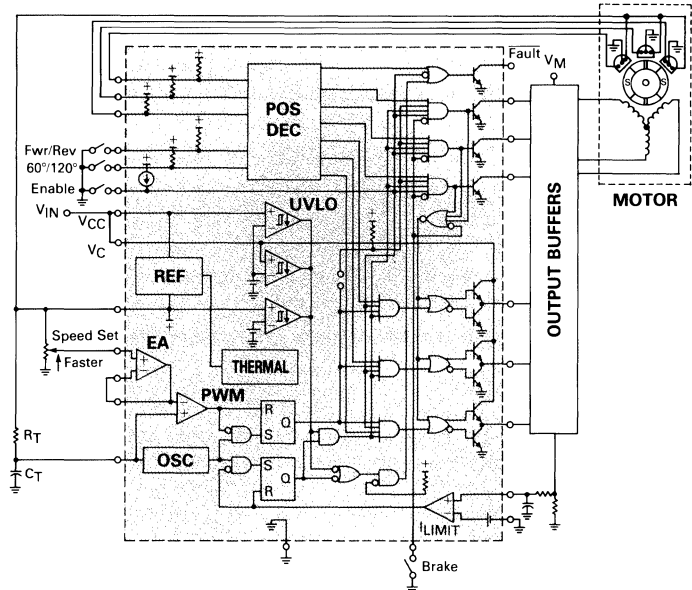 Fault
V_M
POS
DEC
Fwr/Rev
60°/120°
Enable
MOTOR
UVLO
V_IN
V_CC
V_C
REF
OUTPUT BUFFERS
Speed Set
EA
Faster
THERMAL
PWM
R
Q
S
R_T
OSC
S
Q
R
C_T
I_LIMIT
Brake
S
S